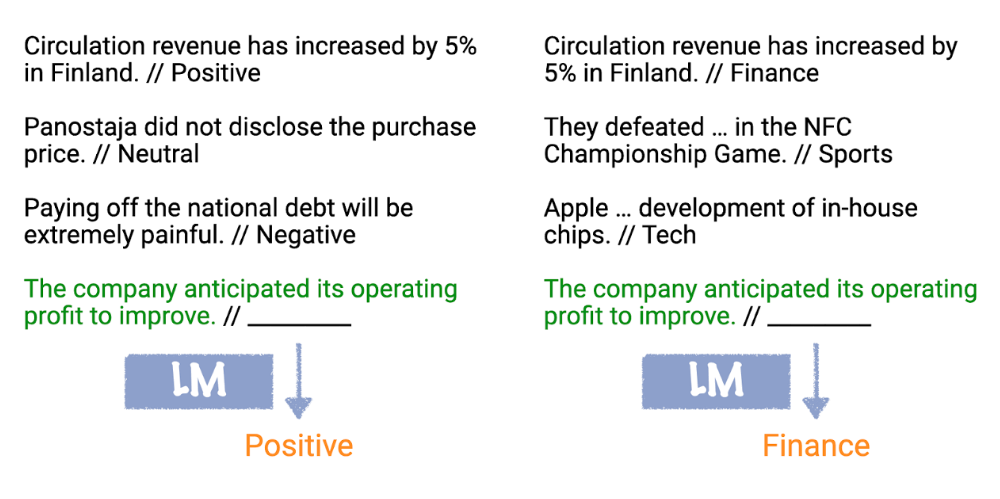 Circulation revenue has increased by 5%
in Finland. // Positive
Panostaja did not disclose the purchase
price. // Neutral
Paying off the national debt will be
extremely painful. // Negative
The company anticipated its operating
profit to improve. // ________
LM
Positive
Circulation revenue has increased by
5% in Finland. // Finance
They defeated … in the NFC
Championship Game. // Sports
Apple … development of in-house
chips. // Tech
The company anticipated its operating
profit to improve. // ________
LM
Finance